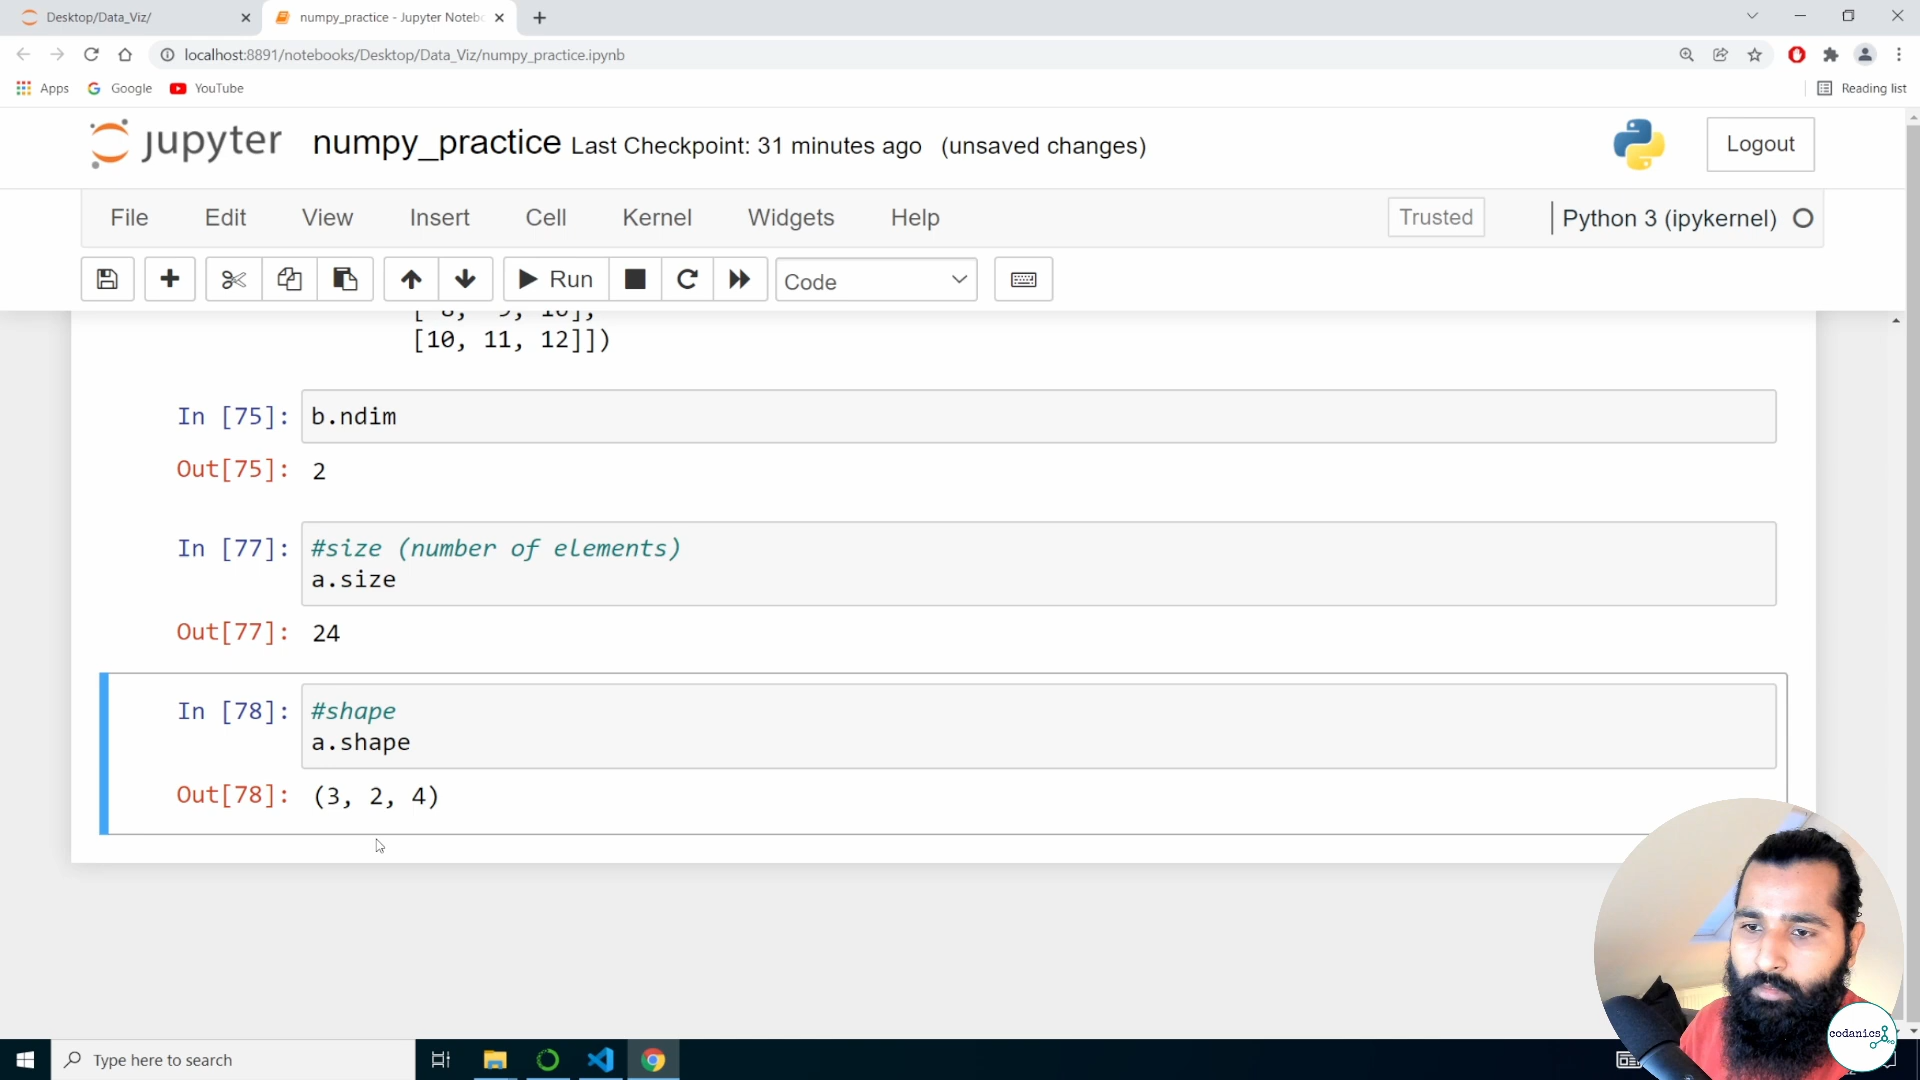 Desktop/Data_Viz/
numpy_practice - Jupyter Noteb
localhost:8891/notebooks/Desktop/Data_Viz/numpy_practice.ipynb
Apps
Google
YouTube
Reading list
jupyter
numpy_practice Last Checkpoint: 31 minutes ago (unsaved changes)
Logout
File Edit View Insert Cell Kernel Widgets Help
Trusted
Python 3 (ipykernel)
Run
Code
[10, 11, 12]])
In [75]: b.ndim
Out[75]: 2
In [77]: #size (number of elements)
a.size
Out[77]: 24
In [78]: #shape
a.shape
Out[78]: (3, 2, 4)
codanics
Type here to search